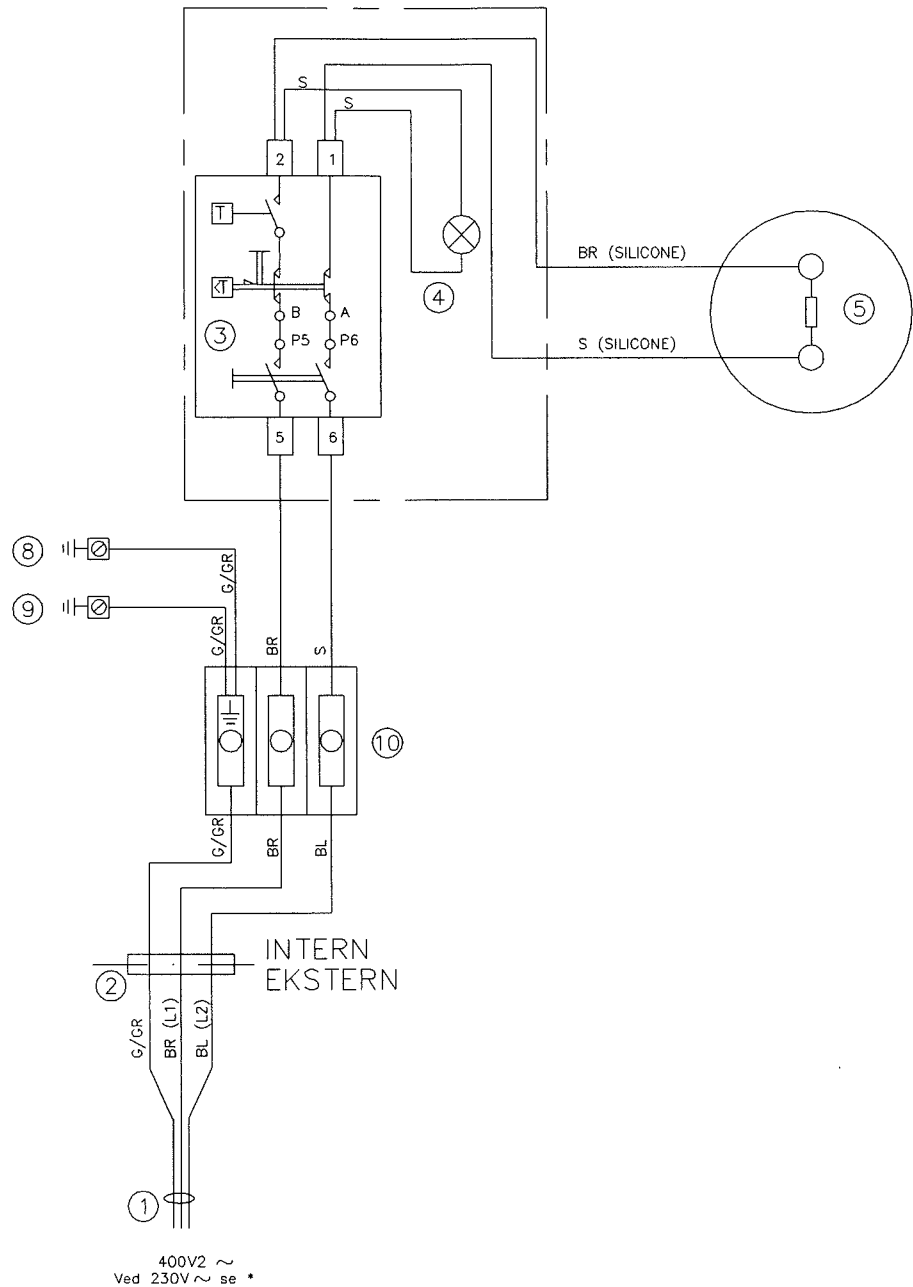 S
S
2
1
T
BR (SILICONE)
4
5
<T
B
A
3
P5
P6
S (SILICONE)
5
6
8
G/GR
9
G/GR
BR
S
10
G/GR
BR
BL
INTERN
EKSTERN
2
G/GR
BR (L1)
BL (L2)
1
400V2 ~
Ved 230V ~ se *